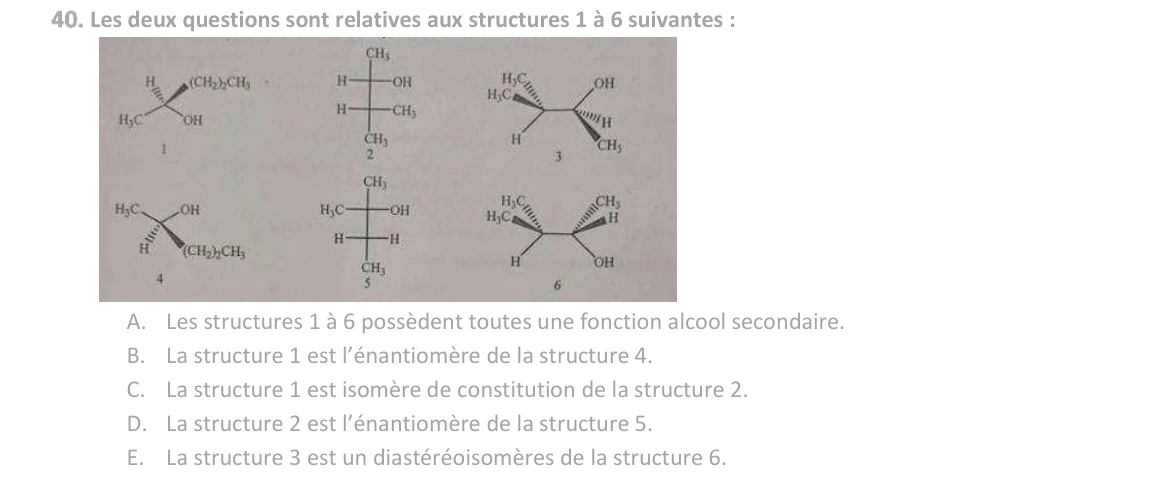 40. Les deux questions sont relatives aux structures 1 à 6 suivantes :
CH₃
H (CH₂)₂CH₃ H OH H₃C OH
H₃C
H₃C OH H CH₃ H H
CH₃ CH₃
1 2 3
CH₃
H₃C OH H₃C OH H₃C CH₃
H₃C H
H (CH₂)₂CH₃ H H H OH
CH₃
4 5 6
A. Les structures 1 à 6 possèdent toutes une fonction alcool secondaire.
B. La structure 1 est l’énantiomère de la structure 4.
C. La structure 1 est isomère de constitution de la structure 2.
D. La structure 2 est l’énantiomère de la structure 5.
E. La structure 3 est un diastéréoisomères de la structure 6.